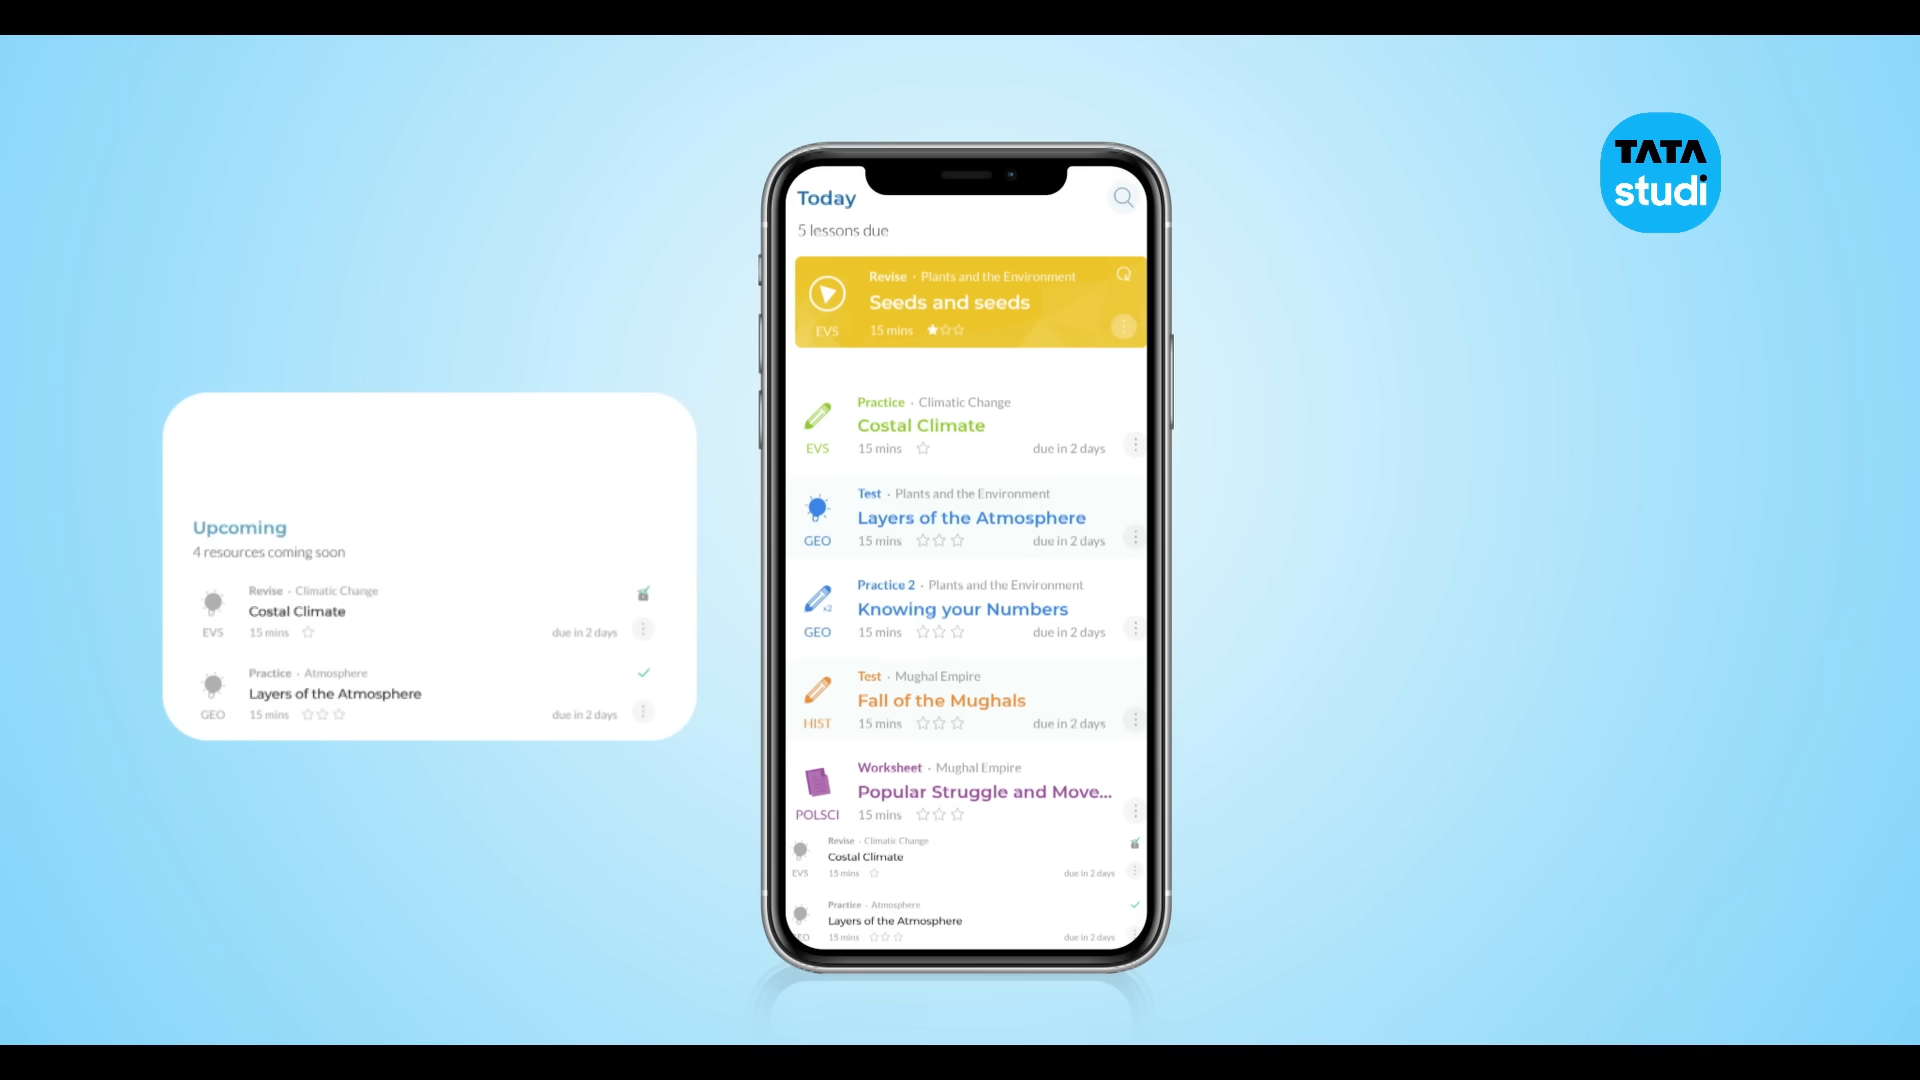 TATA
studi
Upcoming
4 resources coming soon
Revise · Climatic Change
Costal Climate
EVS 15 mins due in 2 days
Practice · Atmosphere
Layers of the Atmosphere
GEO 15 mins due in 2 days
Today
5 lessons due
Revise · Plants and the Environment
Seeds and seeds
EVS 15 mins
Practice · Climatic Change
Costal Climate
EVS 15 mins due in 2 days
Test · Plants and the Environment
Layers of the Atmosphere
GEO 15 mins due in 2 days
Practice 2 · Plants and the Environment
Knowing your Numbers
x2
GEO 15 mins due in 2 days
Test · Mughal Empire
Fall of the Mughals
HIST 15 mins due in 2 days
Worksheet · Mughal Empire
Popular Struggle and Move...
POLSCI 15 mins
Revise · Climatic Change
Costal Climate
EVS 15 mins due in 2 days
Practice · Atmosphere
Layers of the Atmosphere
15 mins due in 2 days